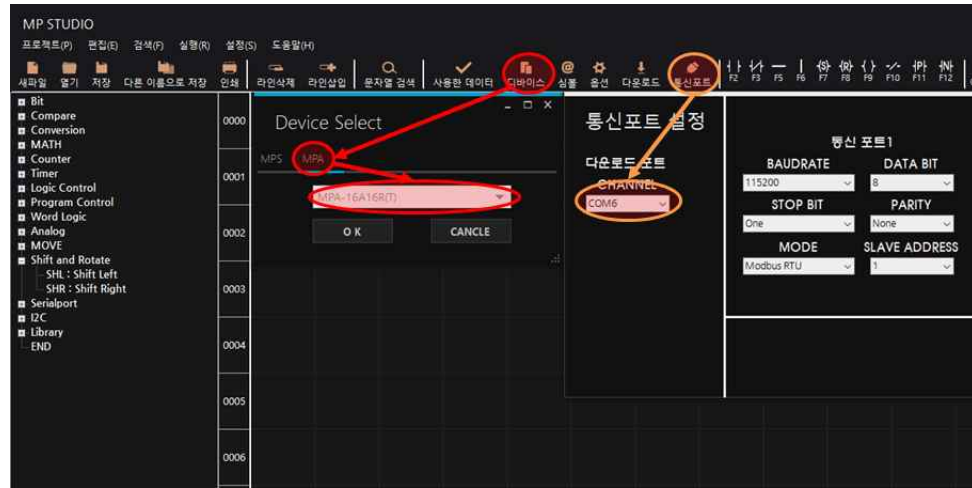 MP STUDIO
프로젝트(P) 편집(E) 검색(F) 실행(R) 설정(S) 도움말(H)
새파일 열기 저장 다른 이름으로 저장 인쇄 라인삭제 라인삽입 문자열 검색 사용한 데이터 디바이스 심볼 옵션 다운로드 통신포트 F2 F3 F5 F6 F7 F8 F9 F10 F11 F12
Bit
Compare
Conversion
MATH
Counter
Timer
Logic Control
Program Control
Word Logic
Analog
MOVE
Shift and Rotate
SHL : Shift Left
SHR : Shift Right
Serialport
I2C
Library
END
0000
0001
0002
0003
0004
0005
0006
Device Select
MPS MPA
MPA-16A16R(T)
O K CANCLE
통신포트 설정
다운로드 포트
CHANNEL
COM6
통신 포트1
BAUDRATE DATA BIT
115200 8
STOP BIT PARITY
One None
MODE SLAVE ADDRESS
Modbus RTU 1